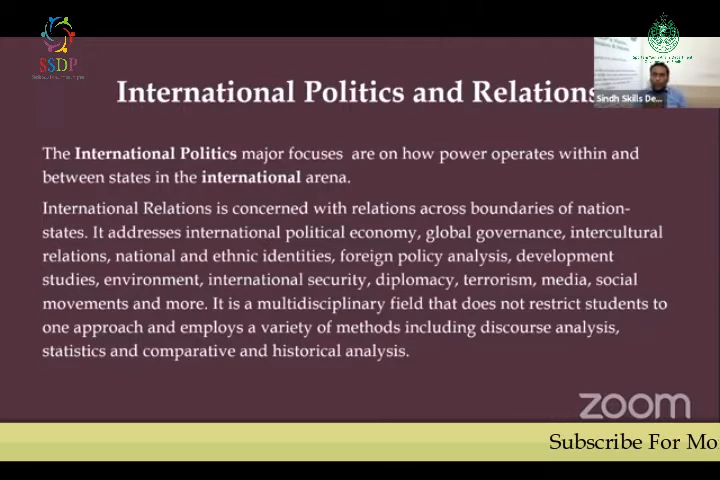 SSDP
International Politics and Relations
Sindh Skills De...
The International Politics major focuses are on how power operates within and
between states in the international arena.
International Relations is concerned with relations across boundaries of nation-
states. It addresses international political economy, global governance, intercultural
relations, national and ethnic identities, foreign policy analysis, development
studies, environment, international security, diplomacy, terrorism, media, social
movements and more. It is a multidisciplinary field that does not restrict students to
one approach and employs a variety of methods including discourse analysis,
statistics and comparative and historical analysis.
zoom
Subscribe For Mo